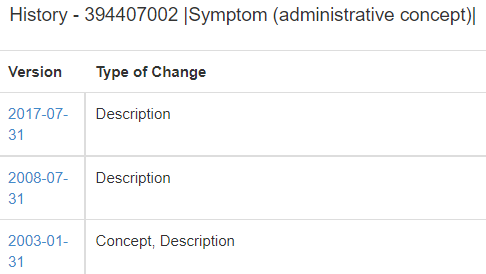 History - 394407002 |Symptom (administrative concept)|
Version Type of Change
2017-07- Description
31
2008-07- Description
31
2003-01- Concept, Description
31